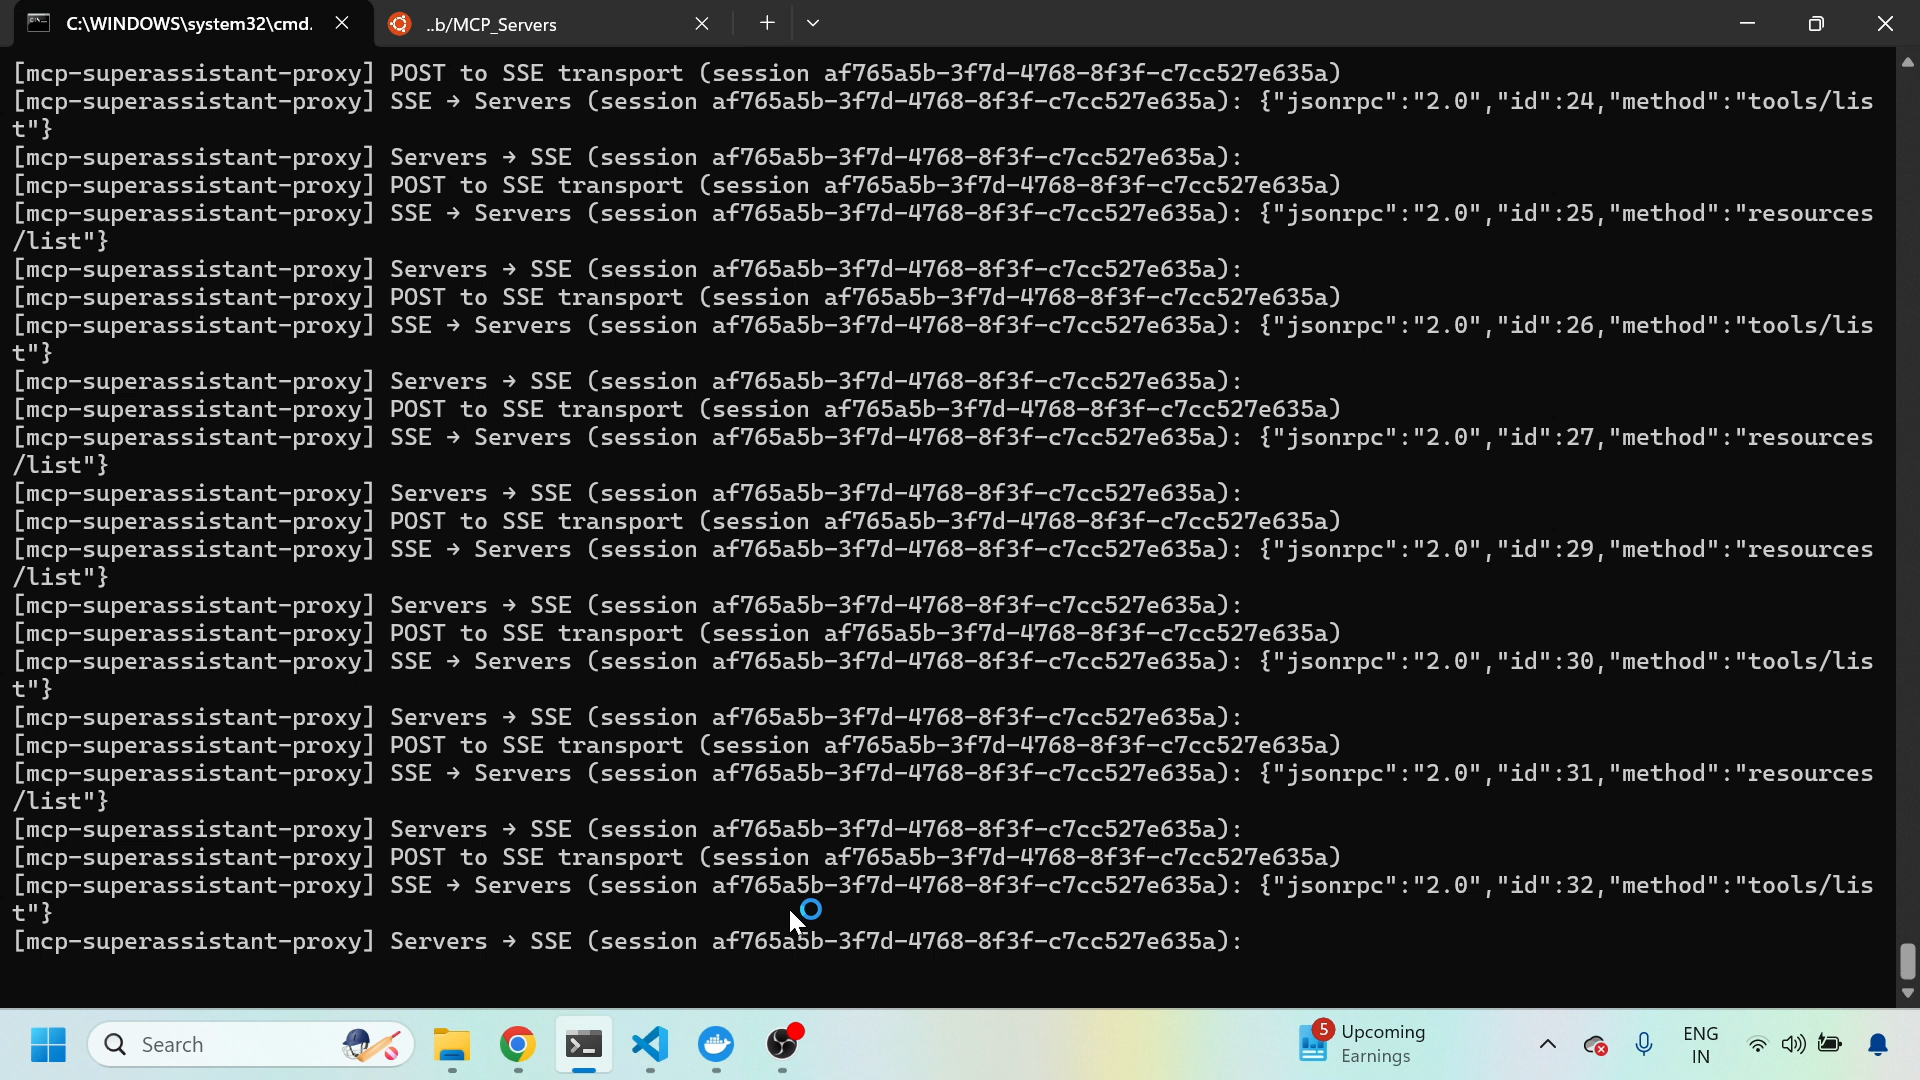 C:\WINDOWS\system32\cmd.
..b/MCP_Servers
[mcp-superassistant-proxy] POST to SSE transport (session af765a5b-3f7d-4768-8f3f-c7cc527e635a)
[mcp-superassistant-proxy] SSE → Servers (session af765a5b-3f7d-4768-8f3f-c7cc527e635a): {"jsonrpc":"2.0","id":24,"method":"tools/lis
t"}
[mcp-superassistant-proxy] Servers → SSE (session af765a5b-3f7d-4768-8f3f-c7cc527e635a):
[mcp-superassistant-proxy] POST to SSE transport (session af765a5b-3f7d-4768-8f3f-c7cc527e635a)
[mcp-superassistant-proxy] SSE → Servers (session af765a5b-3f7d-4768-8f3f-c7cc527e635a): {"jsonrpc":"2.0","id":25,"method":"resources
/list"}
[mcp-superassistant-proxy] Servers → SSE (session af765a5b-3f7d-4768-8f3f-c7cc527e635a):
[mcp-superassistant-proxy] POST to SSE transport (session af765a5b-3f7d-4768-8f3f-c7cc527e635a)
[mcp-superassistant-proxy] SSE → Servers (session af765a5b-3f7d-4768-8f3f-c7cc527e635a): {"jsonrpc":"2.0","id":26,"method":"tools/lis
t"}
[mcp-superassistant-proxy] Servers → SSE (session af765a5b-3f7d-4768-8f3f-c7cc527e635a):
[mcp-superassistant-proxy] POST to SSE transport (session af765a5b-3f7d-4768-8f3f-c7cc527e635a)
[mcp-superassistant-proxy] SSE → Servers (session af765a5b-3f7d-4768-8f3f-c7cc527e635a): {"jsonrpc":"2.0","id":27,"method":"resources
/list"}
[mcp-superassistant-proxy] Servers → SSE (session af765a5b-3f7d-4768-8f3f-c7cc527e635a):
[mcp-superassistant-proxy] POST to SSE transport (session af765a5b-3f7d-4768-8f3f-c7cc527e635a)
[mcp-superassistant-proxy] SSE → Servers (session af765a5b-3f7d-4768-8f3f-c7cc527e635a): {"jsonrpc":"2.0","id":29,"method":"resources
/list"}
[mcp-superassistant-proxy] Servers → SSE (session af765a5b-3f7d-4768-8f3f-c7cc527e635a):
[mcp-superassistant-proxy] POST to SSE transport (session af765a5b-3f7d-4768-8f3f-c7cc527e635a)
[mcp-superassistant-proxy] SSE → Servers (session af765a5b-3f7d-4768-8f3f-c7cc527e635a): {"jsonrpc":"2.0","id":30,"method":"tools/lis
t"}
[mcp-superassistant-proxy] Servers → SSE (session af765a5b-3f7d-4768-8f3f-c7cc527e635a):
[mcp-superassistant-proxy] POST to SSE transport (session af765a5b-3f7d-4768-8f3f-c7cc527e635a)
[mcp-superassistant-proxy] SSE → Servers (session af765a5b-3f7d-4768-8f3f-c7cc527e635a): {"jsonrpc":"2.0","id":31,"method":"resources
/list"}
[mcp-superassistant-proxy] Servers → SSE (session af765a5b-3f7d-4768-8f3f-c7cc527e635a):
[mcp-superassistant-proxy] POST to SSE transport (session af765a5b-3f7d-4768-8f3f-c7cc527e635a)
[mcp-superassistant-proxy] SSE → Servers (session af765a5b-3f7d-4768-8f3f-c7cc527e635a): {"jsonrpc":"2.0","id":32,"method":"tools/lis
t"}
[mcp-superassistant-proxy] Servers → SSE (session af765a5b-3f7d-4768-8f3f-c7cc527e635a):
Search
5
Upcoming
Earnings
ENG
IN